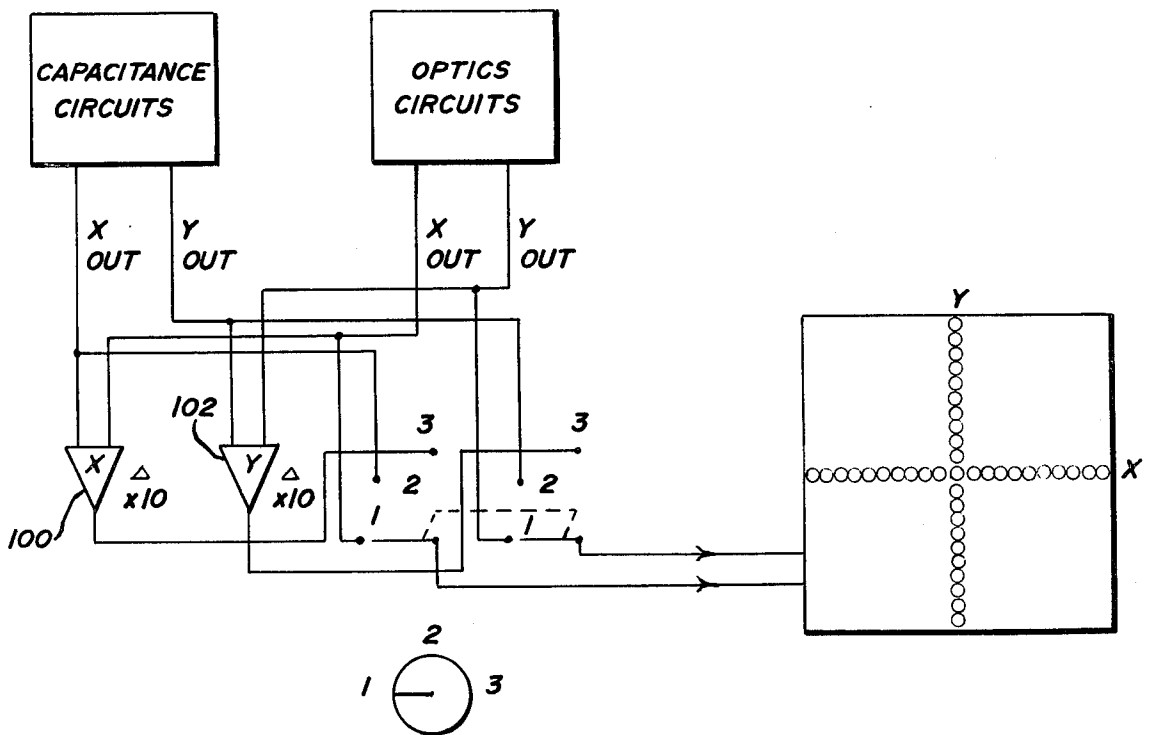 CAPACITANCE
CIRCUITS
OPTICS
CIRCUITS
X
OUT
Y
OUT
X
OUT
Y
OUT
Y
X
102
3
3
X
Δ
x10
Y
Δ
x10
2
2
100
1
1
2
1
3